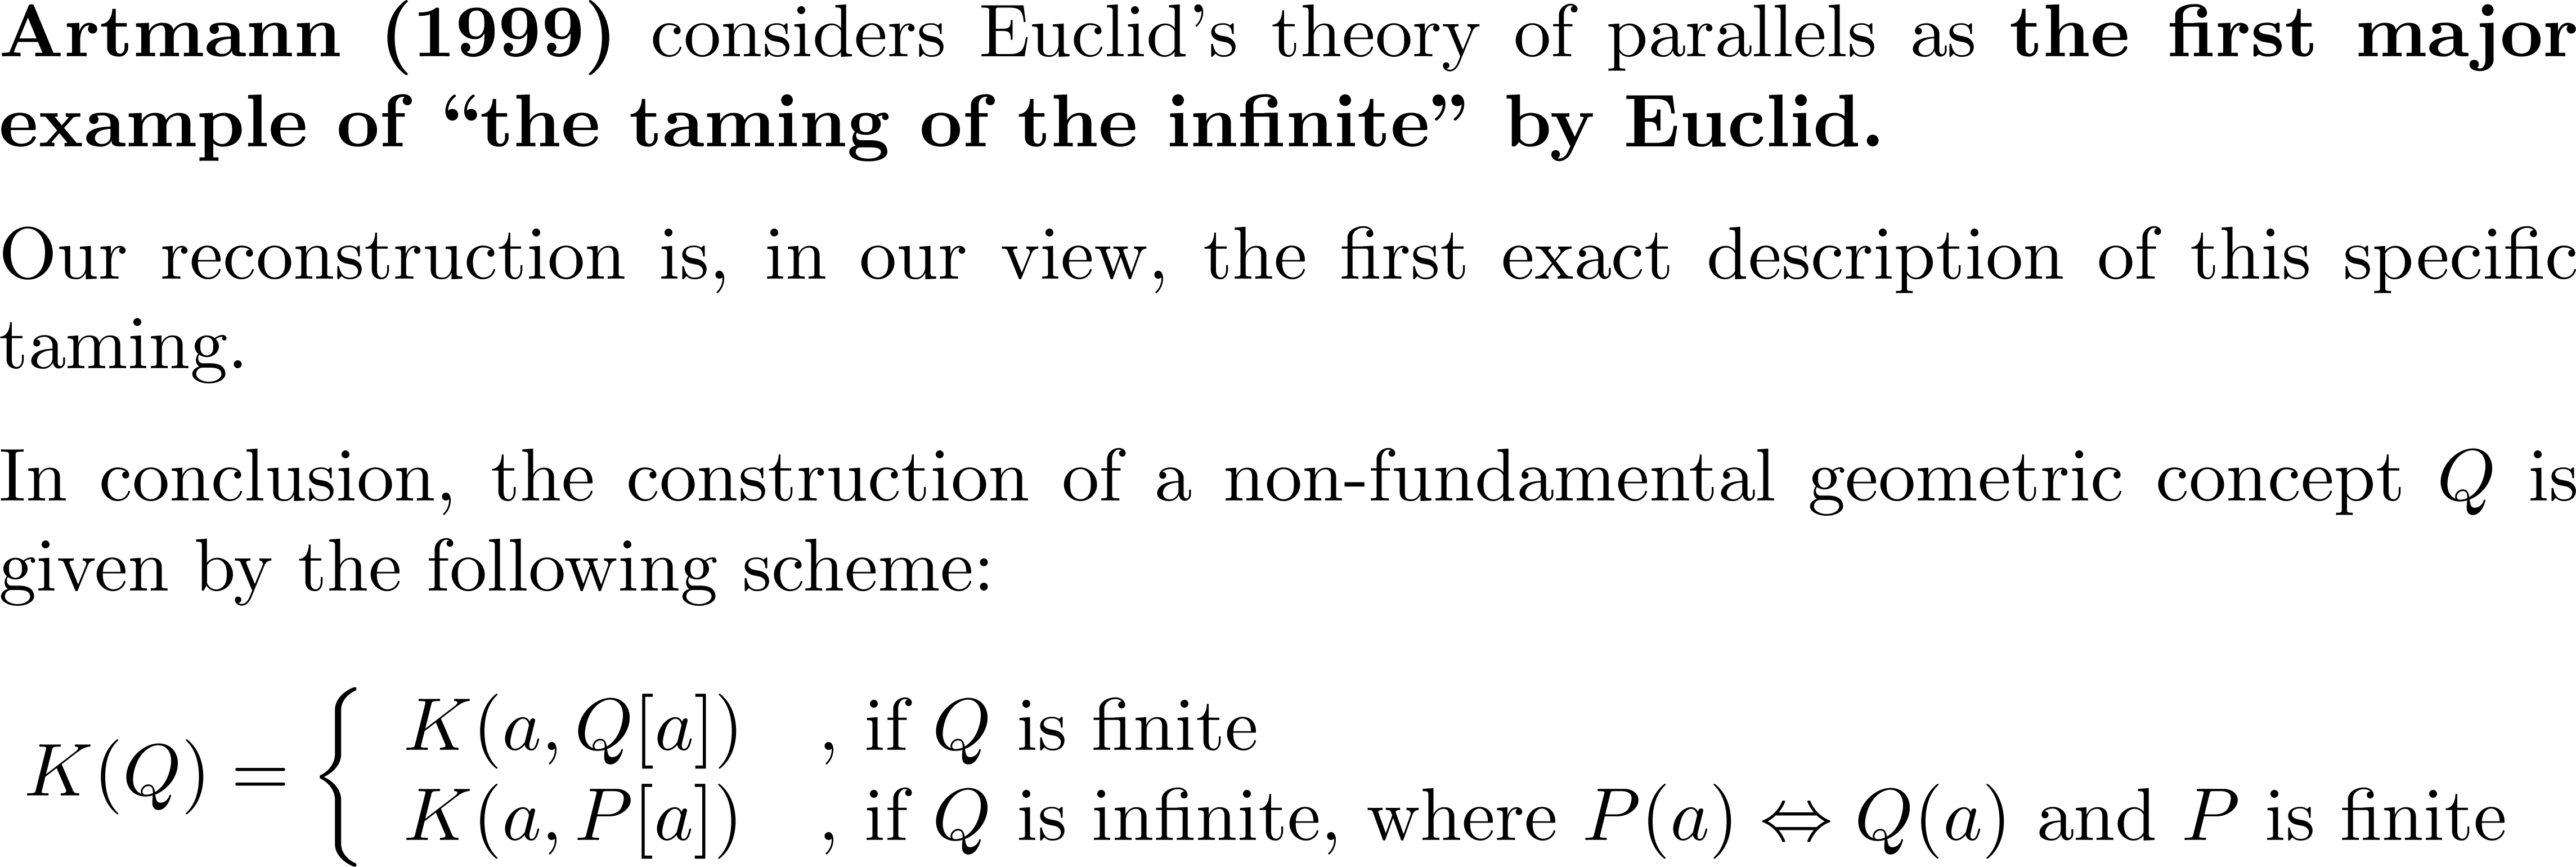 Artmann (1999) considers Euclid's theory of parallels as the first major
example of “the taming of the infinite” by Euclid.
Our reconstruction is, in our view, the first exact description of this specific
taming.
In conclusion, the construction of a non-fundamental geometric concept Q is
given by the following scheme:
K(Q) = { K(a, Q[a]) , if Q is finite
K(a, P[a]) , if Q is infinite, where P(a) ⇔ Q(a) and P is finite